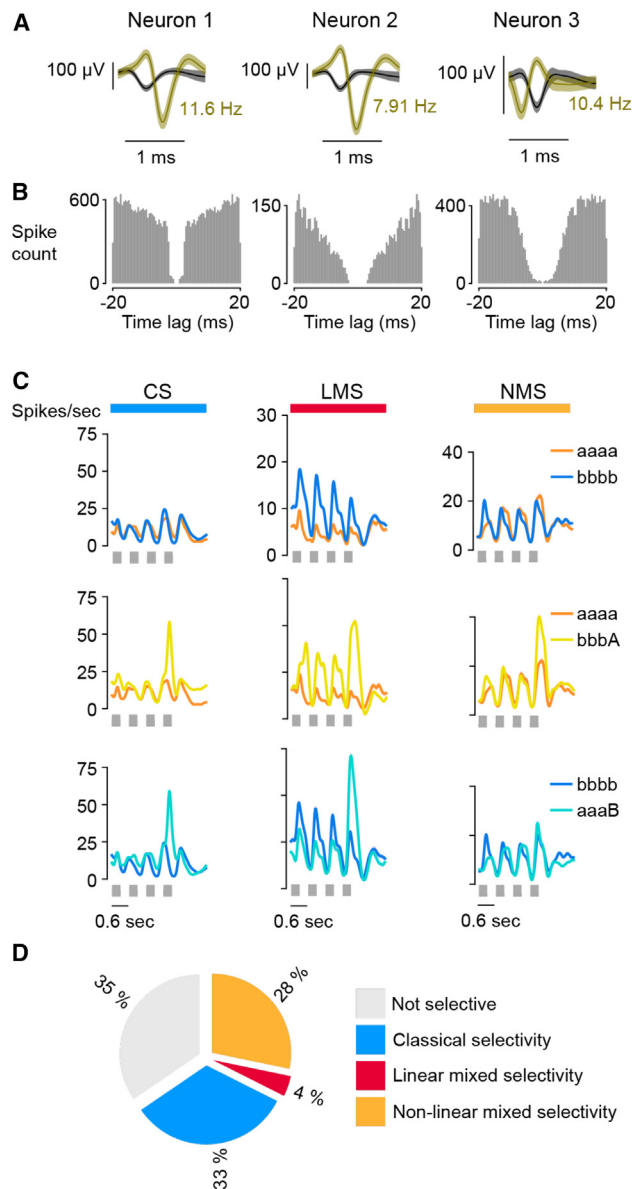 A
Neuron 1
Neuron 2
Neuron 3
100 µV
11.6 Hz
1 ms
100 µV
7.91 Hz
1 ms
100 µV
10.4 Hz
1 ms
B
Spike count
600
0
-20
20
Time lag (ms)
150
0
-20
20
Time lag (ms)
400
0
-20
20
Time lag (ms)
C
CS
LMS
NMS
Spikes/sec
75
50
25
0
30
20
10
0
40
20
0
aaaa
bbbb
75
50
25
0
aaaa
bbbA
75
50
25
0
bbbb
aaaB
0.6 sec
0.6 sec
0.6 sec
D
35 %
28 %
4 %
33 %
Not selective
Classical selectivity
Linear mixed selectivity
Non-linear mixed selectivity